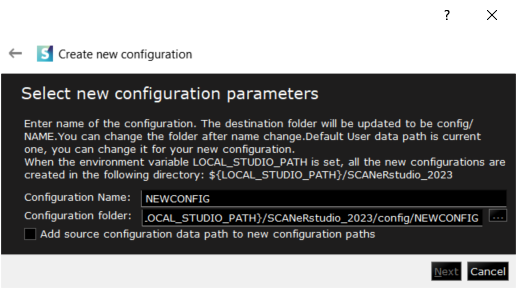 ?
Create new configuration
Select new configuration parameters
Enter name of the configuration. The destination folder will be updated to be config/
NAME.You can change the folder after name change.Default User data path is current
one, you can change it for your new configuration.
When the environment variable LOCAL_STUDIO_PATH is set, all the new configurations are
created in the following directory: ${LOCAL_STUDIO_PATH}/SCANeRstudio_2023
Configuration Name: NEWCONFIG
Configuration folder: .OCAL_STUDIO_PATH}/SCANeRstudio_2023/config/NEWCONFIG ...
Add source configuration data path to new configuration paths
Next Cancel